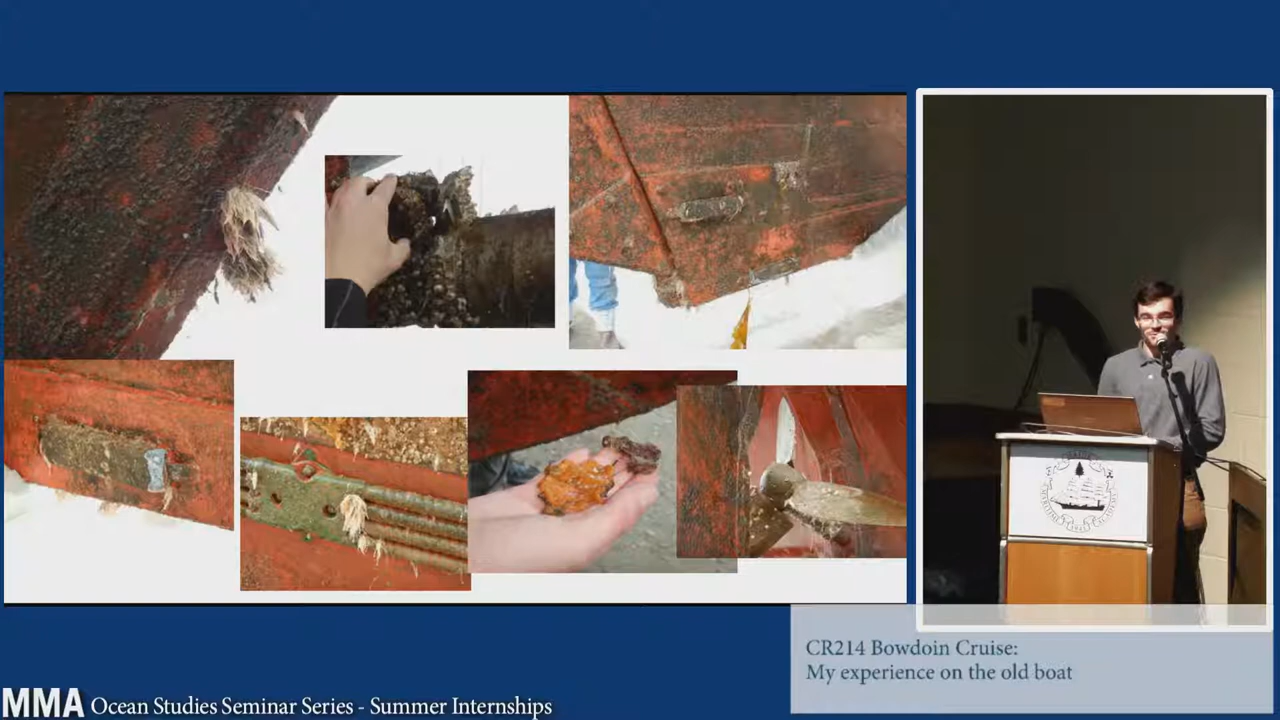 CR214 Bowdoin Cruise:
My experience on the old boat
MMA Ocean Studies Seminar Series - Summer Internships